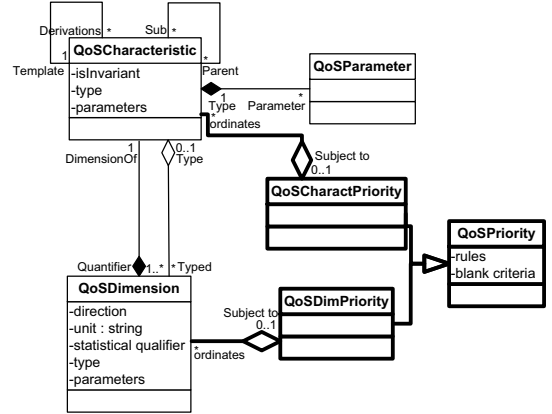 Derivations * Sub *
QoSCharacteristic
1 *
Template Parent
-isInvariant
-type
-parameters
1 *
Type Parameter
QoSParameter
*
ordinates
1
DimensionOf
0..1
Type
Subject to
0..1
QoSCharactPriority
QoSPriority
-rules
-blank criteria
Quantifier 1..* * Typed
QoSDimension
-direction
-unit : string
-statistical qualifier
-type
-parameters
Subject to
0..1
*
ordinates
QoSDimPriority